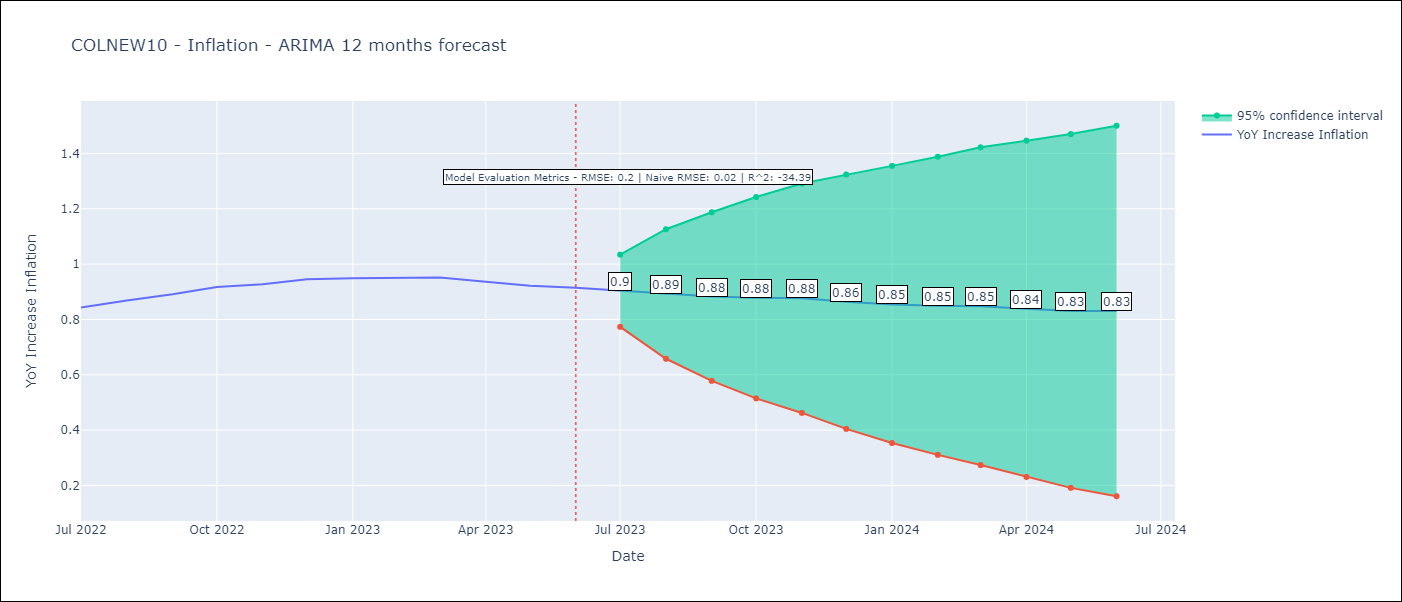 COLNEW10 - Inflation - ARIMA 12 months forecast
95% confidence interval
YoY Increase Inflation
Model Evaluation Metrics - RMSE: 0.2 | Naive RMSE: 0.02 | R^2: -34.39
YoY Increase Inflation
1.4
1.2
1
0.8
0.6
0.4
0.2
0.9
0.89
0.88
0.88
0.88
0.86
0.85
0.85
0.85
0.84
0.83
0.83
Jul 2022
Oct 2022
Jan 2023
Apr 2023
Jul 2023
Oct 2023
Jan 2024
Apr 2024
Jul 2024
Date